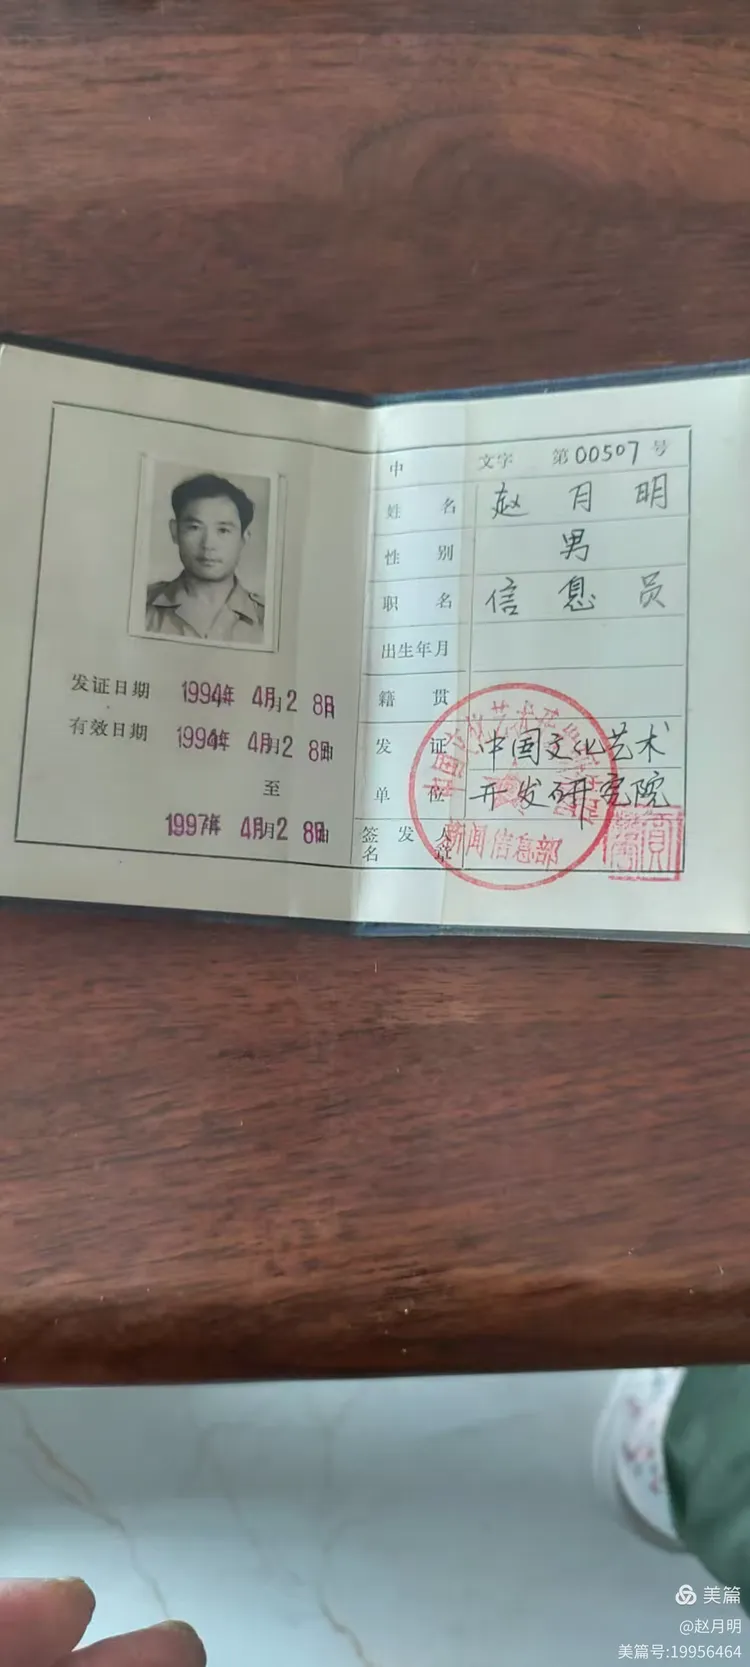 发证日期 1994年 4月28日
有效日期 1994年 4月28日
至
1997年 4月28日
中 文字 第00507号
姓名 赵月明
性别 男
职名 信息员
出生年月
籍贯
发证 中国文化艺术
单位 开发研究院
签发人
名章
新闻信息部
美篇
@赵月明
美篇号:19956464